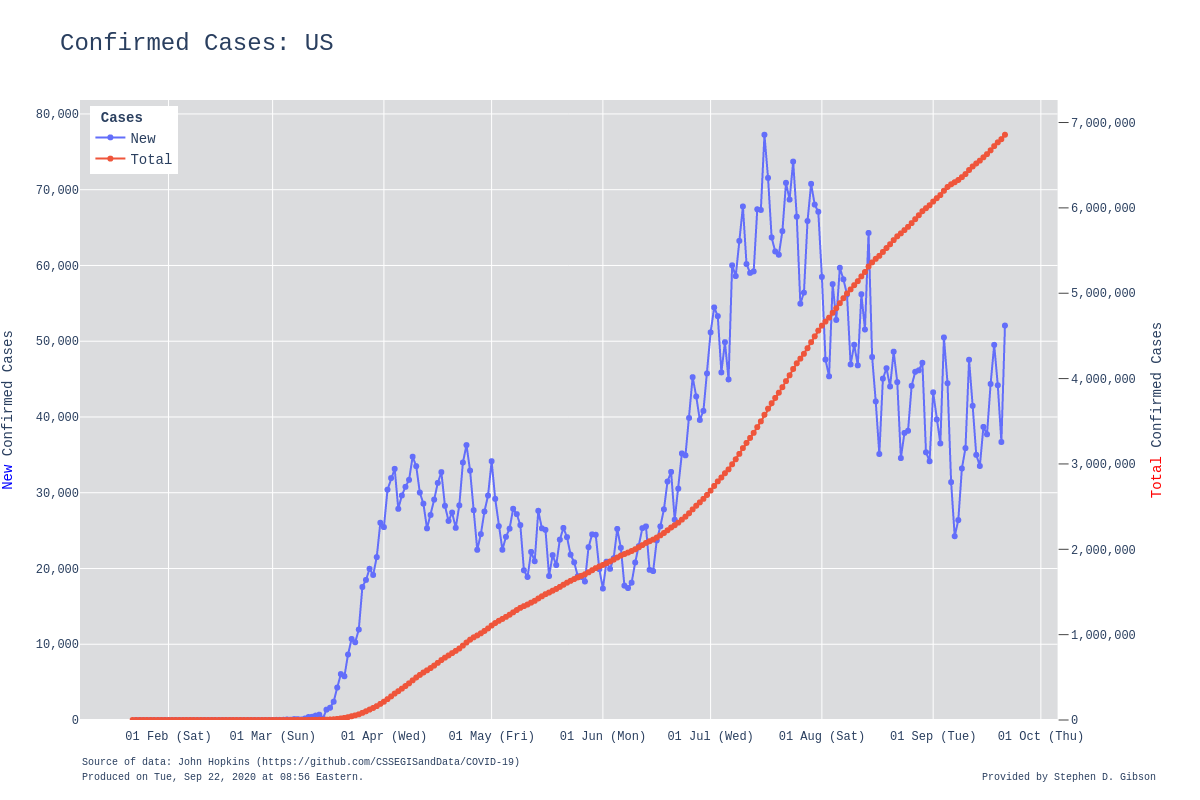 Confirmed Cases: US
Cases
New
Total
80,000
70,000
60,000
50,000
40,000
30,000
20,000
10,000
0
New Confirmed Cases
7,000,000
6,000,000
5,000,000
4,000,000
3,000,000
2,000,000
1,000,000
0
Total Confirmed Cases
01 Feb (Sat) 01 Mar (Sun) 01 Apr (Wed) 01 May (Fri) 01 Jun (Mon) 01 Jul (Wed) 01 Aug (Sat) 01 Sep (Tue) 01 Oct (Thu)
Source of data: John Hopkins (https://github.com/CSSEGISandData/COVID-19)
Produced on Tue, Sep 22, 2020 at 08:56 Eastern.
Provided by Stephen D. Gibson